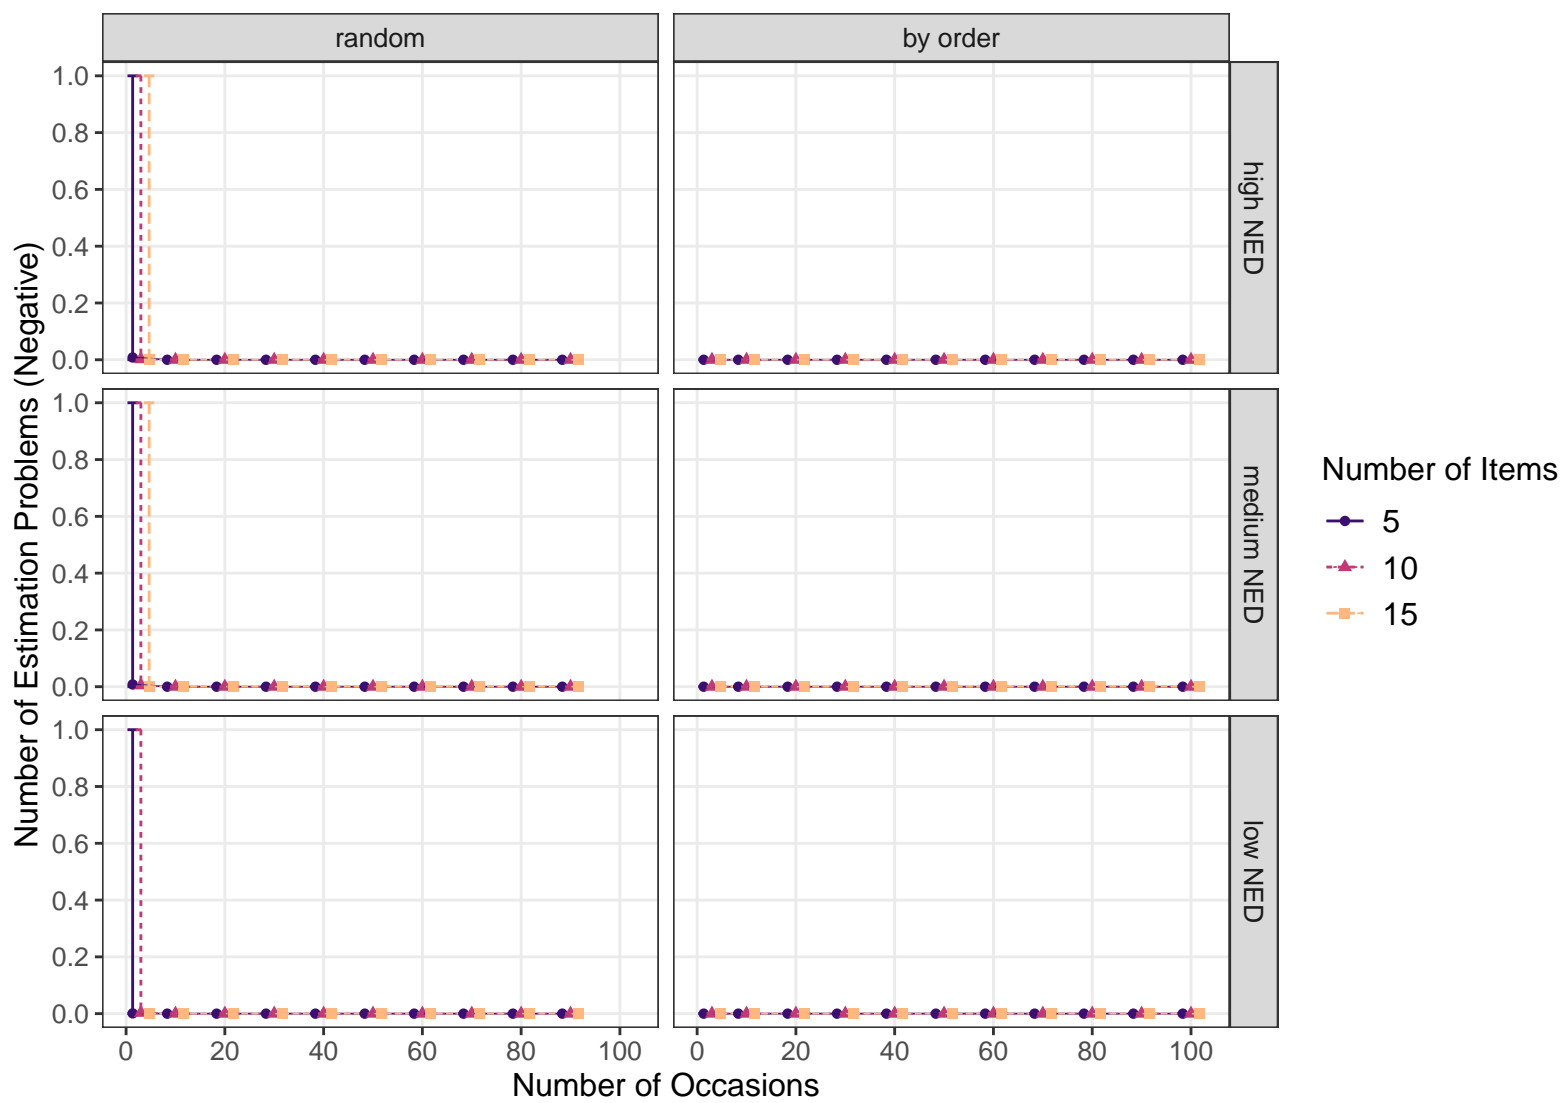 random
by order
1.0
0.8
0.6
0.4
0.2
0.0
high NED
1.0
0.8
0.6
0.4
0.2
0.0
medium NED
1.0
0.8
0.6
0.4
0.2
0.0
low NED
Number of Estimation Problems (Negative)
0 20 40 60 80 100
0 20 40 60 80 100
Number of Occasions
Number of Items
5
10
15